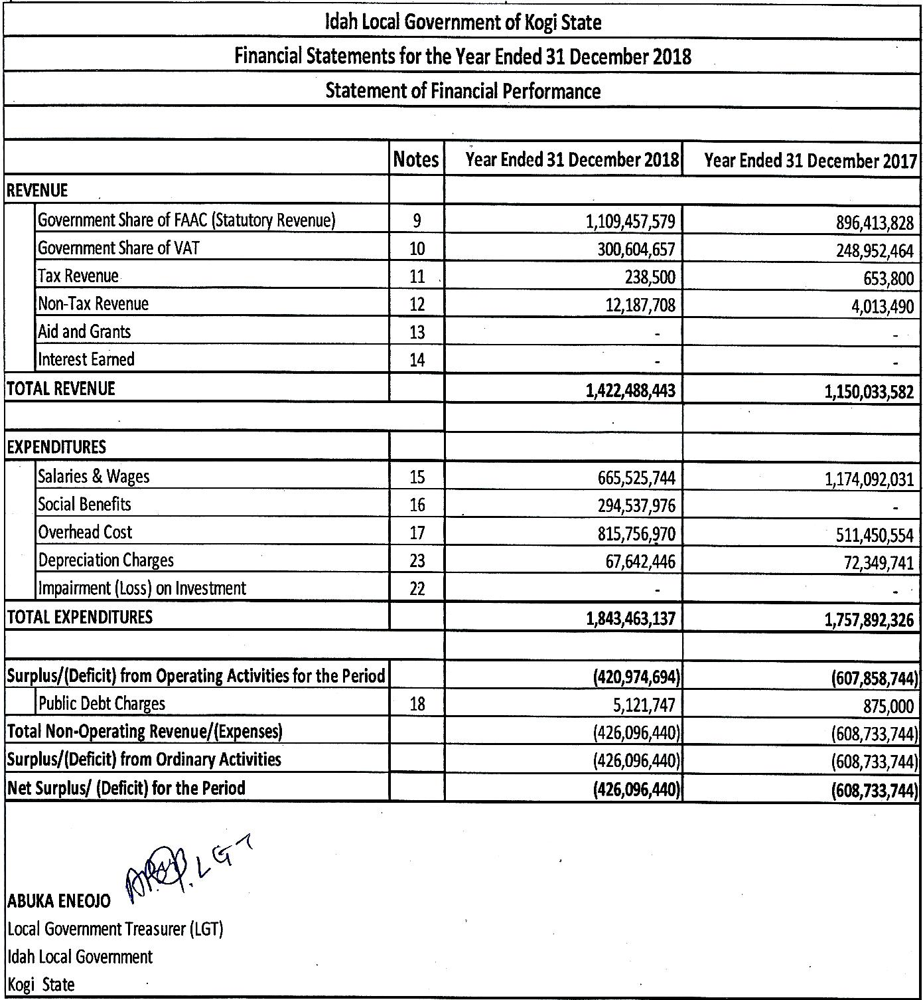 Idah Local Government of Kogi State
Financial Statements for the Year Ended 31 December 2018
Statement of Financial Performance
Notes Year Ended 31 December 2018 Year Ended 31 December 2017
REVENUE
Government Share of FAAC (Statutory Revenue) 9 1,109,457,579 896,413,828
Government Share of VAT 10 300,604,657 248,952,464
Tax Revenue 11 238,500 653,800
Non-Tax Revenue 12 12,187,708 4,013,490
Aid and Grants 13 - -
Interest Earned 14 - -
TOTAL REVENUE 1,422,488,443 1,150,033,582
EXPENDITURES
Salaries & Wages 15 665,525,744 1,174,092,031
Social Benefits 16 294,537,976 -
Overhead Cost 17 815,756,970 511,450,554
Depreciation Charges 23 67,642,446 72,349,741
Impairment (Loss) on Investment 22 - -
TOTAL EXPENDITURES 1,843,463,137 1,757,892,326
Surplus/(Deficit) from Operating Activities for the Period (420,974,694) (607,858,744)
Public Debt Charges 18 5,121,747 875,000
Total Non-Operating Revenue/(Expenses) (426,096,440) (608,733,744)
Surplus/(Deficit) from Ordinary Activities (426,096,440) (608,733,744)
Net Surplus/ (Deficit) for the Period (426,096,440) (608,733,744)
LGT
ABUKA ENEOJO
Local Government Treasurer (LGT)
Idah Local Government
Kogi State